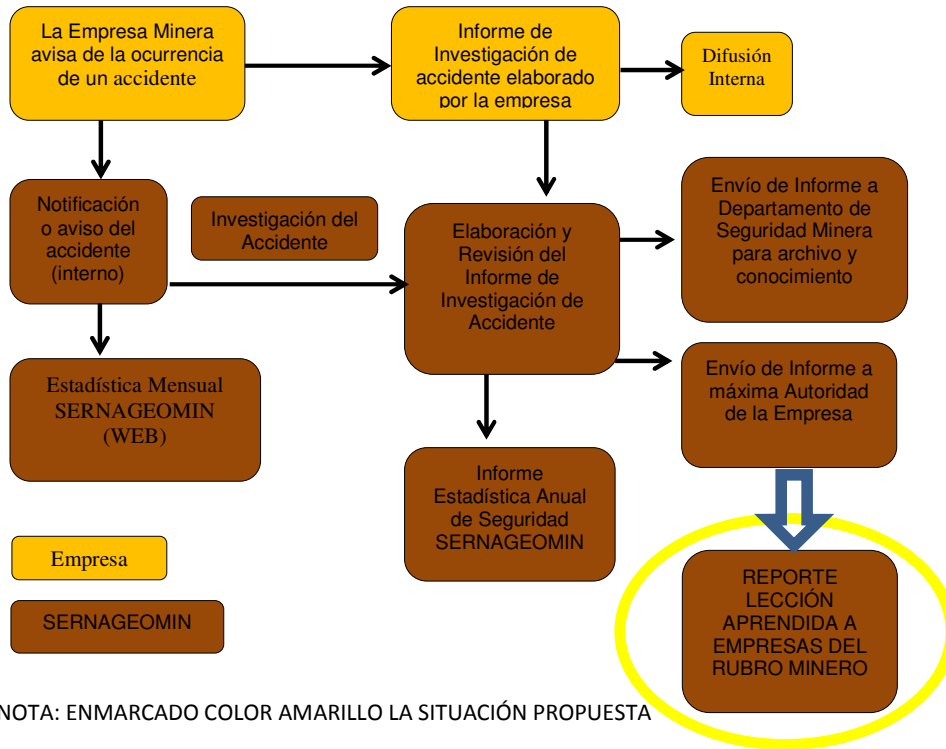 La Empresa Minera
avisa de la ocurrencia
de un accidente
Informe de
Investigación de
accidente elaborado
por la empresa
Difusión
Interna
Notificación
o aviso del
accidente
(interno)
Investigación del
Accidente
Elaboración y
Revisión del
Informe de
Investigación de
Accidente
Envío de Informe a
Departamento de
Seguridad Minera
para archivo y
conocimiento
Estadística Mensual
SERNAGEOMIN
(WEB)
Envío de Informe a
máxima Autoridad
de la Empresa
Informe
Estadística Anual
de Seguridad
SERNAGEOMIN
Empresa
SERNAGEOMIN
REPORTE
LECCIÓN
APRENDIDA A
EMPRESAS DEL
RUBRO MINERO
NOTA: ENMARCADO COLOR AMARILLO LA SITUACIÓN PROPUESTA